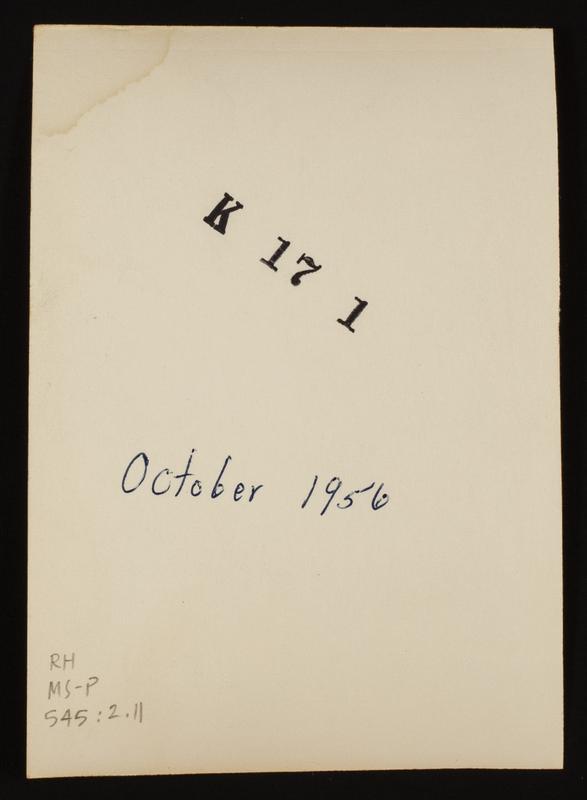 K 17 1
October 1956
RH
MS-P
545:2.11